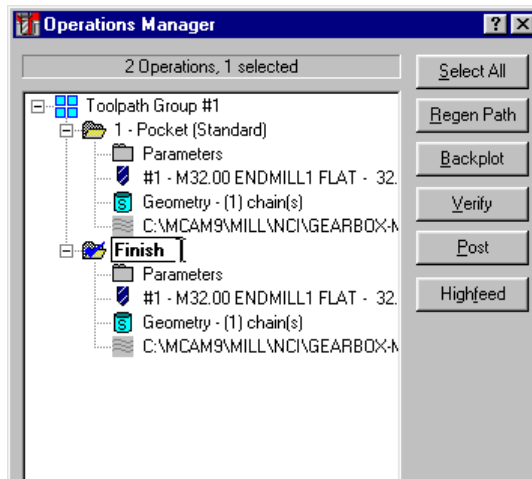 Operations Manager
2 Operations, 1 selected
Select All
Regen Path
Backplot
Verify
Post
Highfeed
Toolpath Group #1
1 - Pocket (Standard)
Parameters
#1 - M32.00 ENDMILL1 FLAT - 32.
Geometry - (1) chain(s)
C:\MCAM9\MILL\NCI\GEARBOX-M
Finish
Parameters
#1 - M32.00 ENDMILL1 FLAT - 32.
Geometry - (1) chain(s)
C:\MCAM9\MILL\NCI\GEARBOX-M